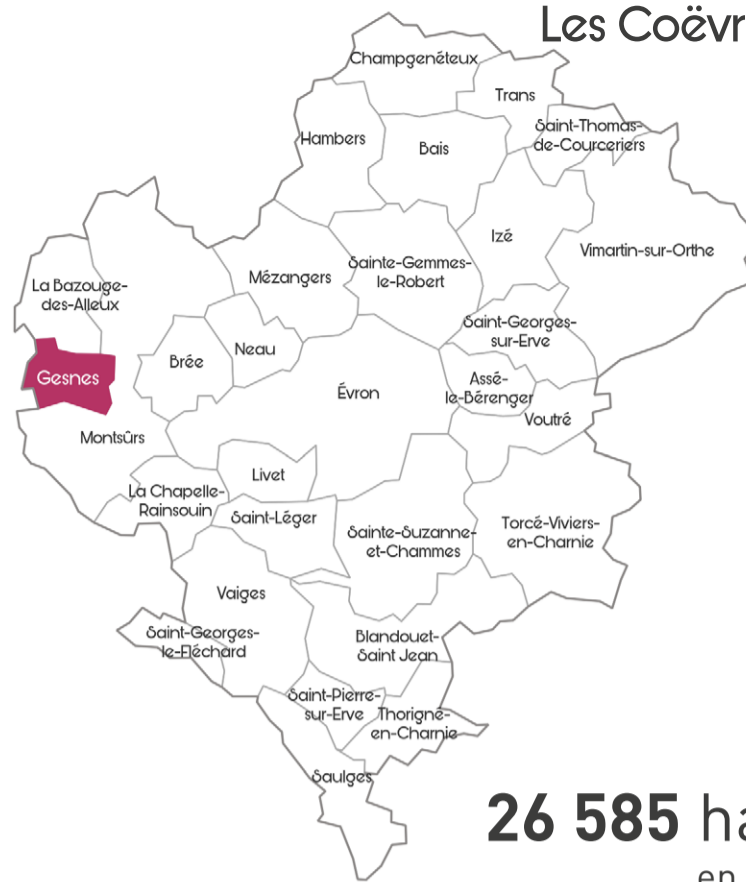 Les Coëvr
Champgenéteux
Trans
Saint-Thomas-
de-Courceriers
Hambers
Bais
Izé
Vimartin-sur-Orthe
Sainte-Gemmes-
le-Robert
Mézangers
La Bazouge-
des-Alleux
Saint-Georges-
sur-Erve
Neau
Brée
Gesnes
Assé-
le-Bérenger
Évron
Voutré
Montsûrs
Livet
La Chapelle-
Rainsouin
Saint-Léger
Sainte-Suzanne-
et-Chammes
Torcé-Viviers-
en-Charnie
Vaiges
Saint-Georges-
le-Fléchard
Blandouet-
Saint Jean
Saint-Pierre-
sur-Erve
Thorigné-
en-Charnie
Saulges
26 585 ha
en